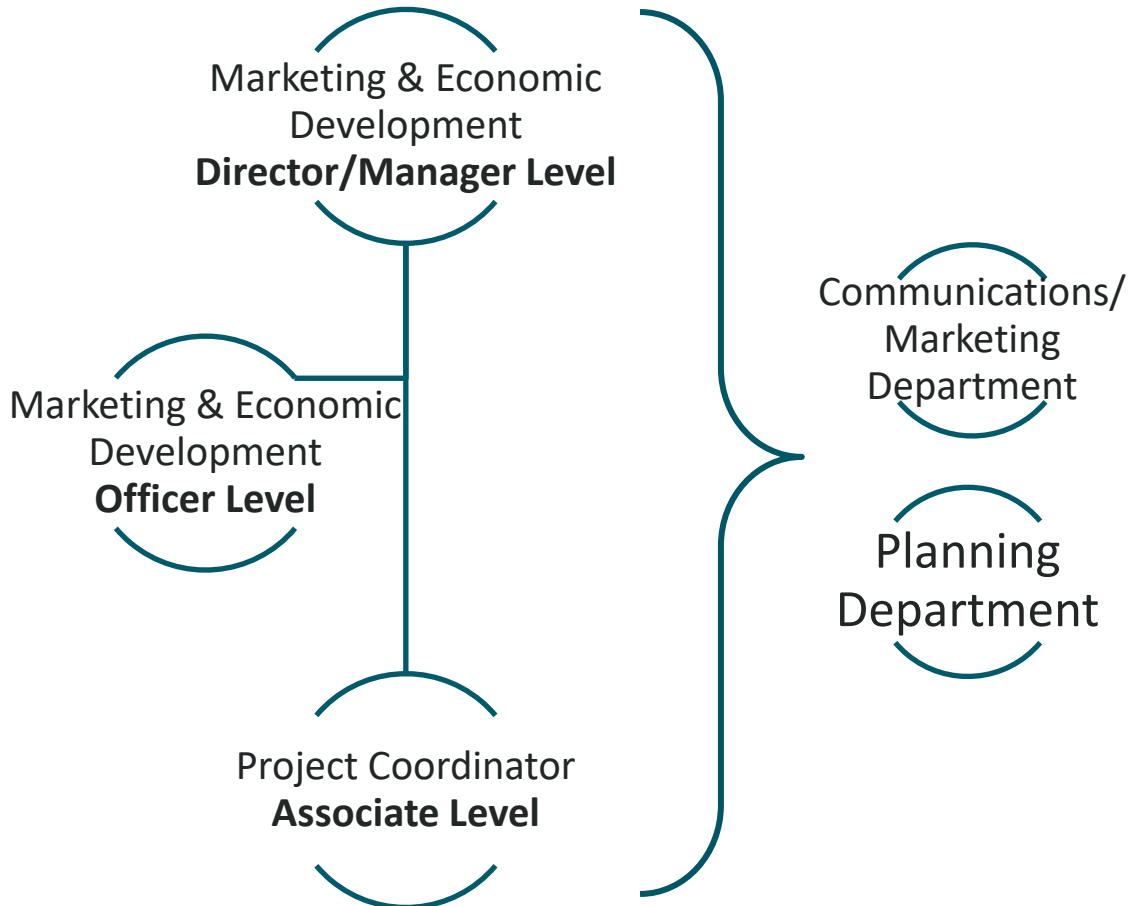 Marketing & Economic
Development
Director/Manager Level
Marketing & Economic
Development
Officer Level
Project Coordinator
Associate Level
Communications/
Marketing
Department
Planning
Department